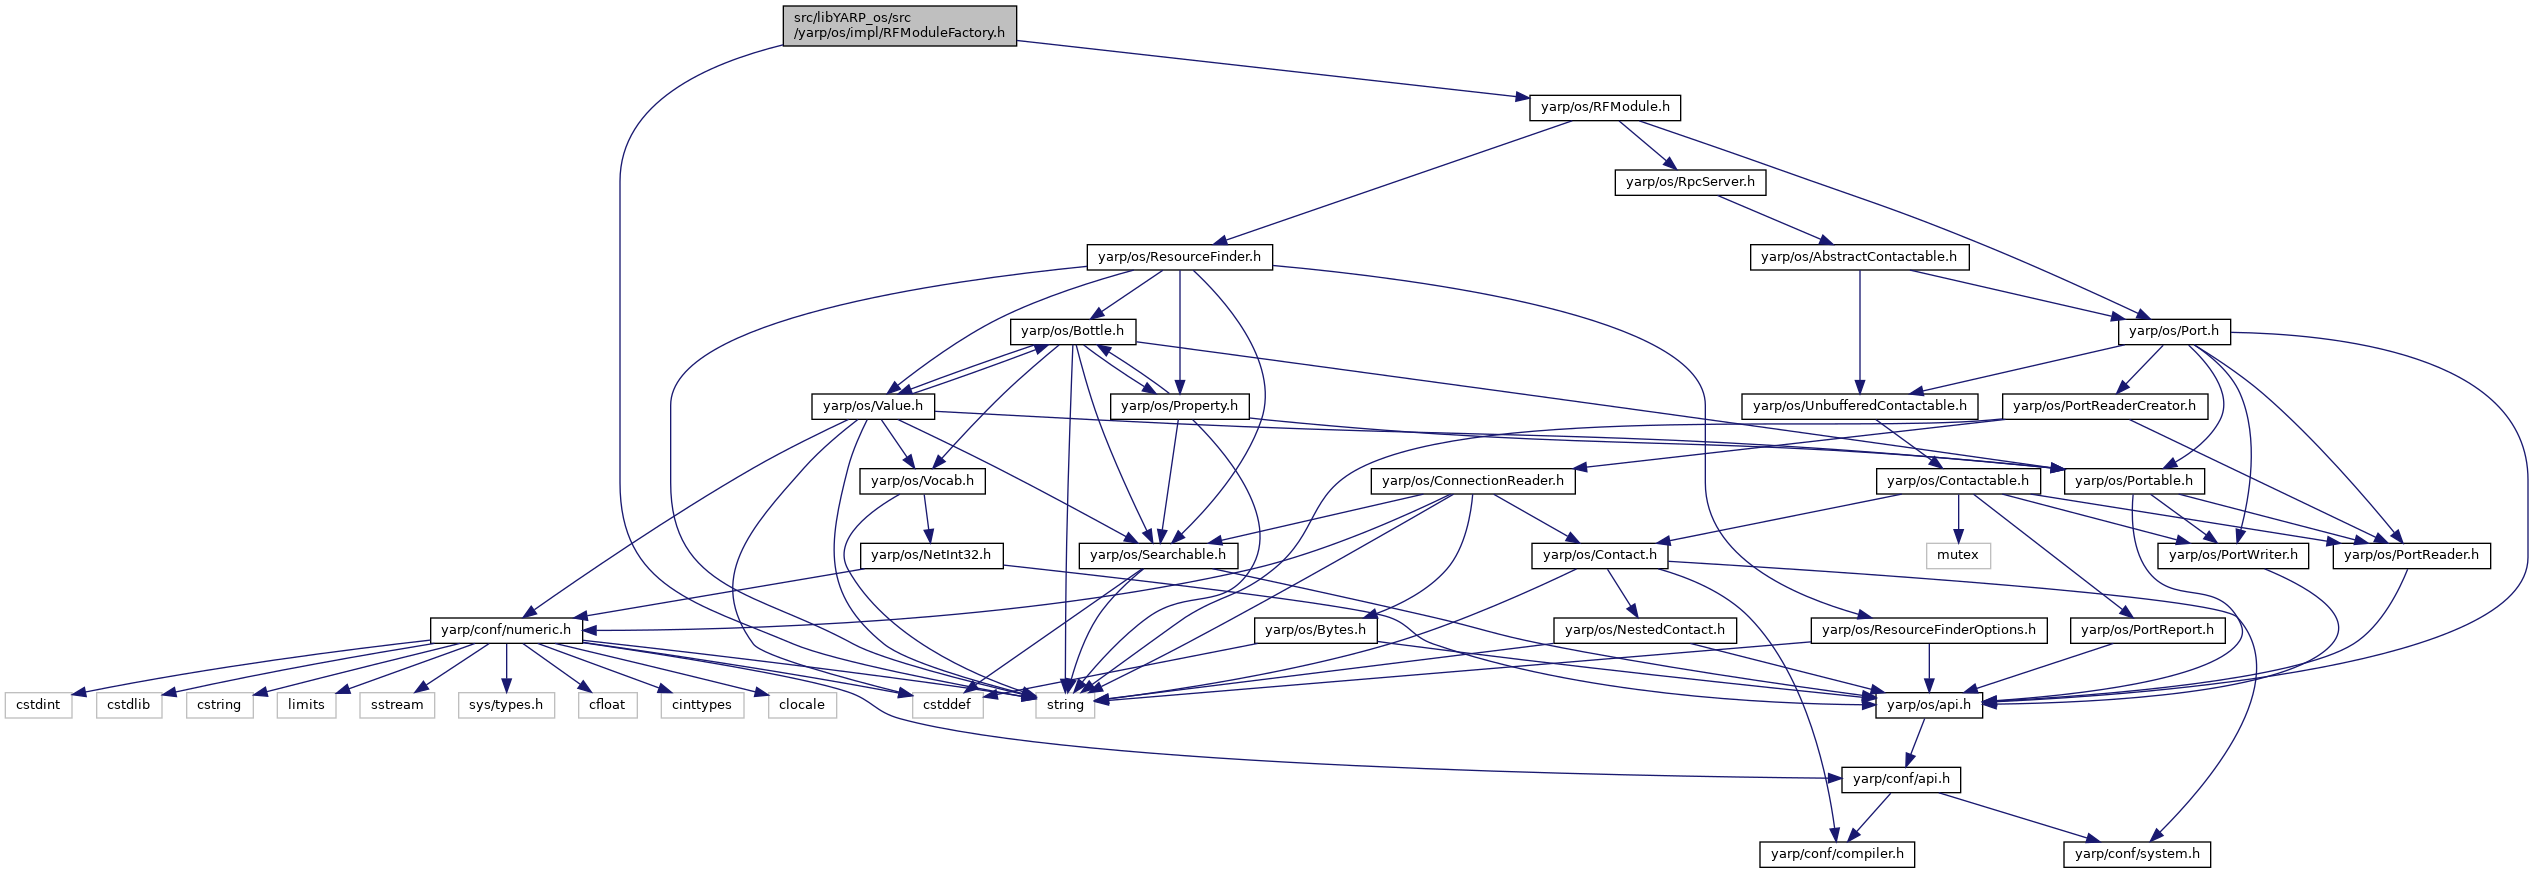 src/libYARP_os/src
/yarp/os/impl/RFModuleFactory.h
yarp/os/RFModule.h
yarp/os/RpcServer.h
yarp/os/ResourceFinder.h
yarp/os/AbstractContactable.h
yarp/os/Bottle.h
yarp/os/Port.h
yarp/os/Value.h
yarp/os/Property.h
yarp/os/UnbufferedContactable.h
yarp/os/PortReaderCreator.h
yarp/os/Vocab.h
yarp/os/ConnectionReader.h
yarp/os/Contactable.h
yarp/os/Portable.h
yarp/os/NetInt32.h
yarp/os/Searchable.h
yarp/os/Contact.h
mutex
yarp/os/PortWriter.h
yarp/os/PortReader.h
yarp/conf/numeric.h
yarp/os/Bytes.h
yarp/os/NestedContact.h
yarp/os/ResourceFinderOptions.h
yarp/os/PortReport.h
cstdint
cstdlib
cstring
limits
sstream
sys/types.h
cfloat
cinttypes
clocale
cstddef
string
yarp/os/api.h
yarp/conf/api.h
yarp/conf/compiler.h
yarp/conf/system.h